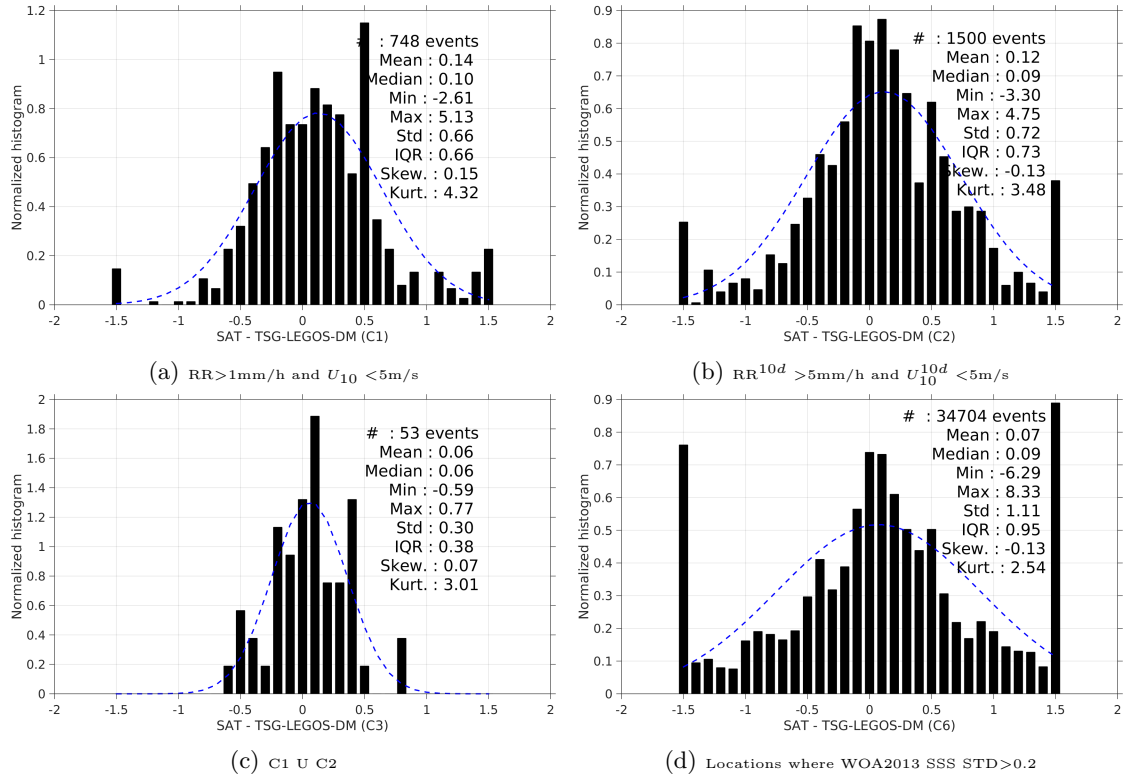 1.2
1
0.8
0.6
0.4
0.2
0
Normalized histogram
# : 748 events
Mean : 0.14
Median : 0.10
Min : -2.61
Max : 5.13
Std : 0.66
IQR : 0.66
Skew. : 0.15
Kurt. : 4.32
-2 -1.5 -1 -0.5 0 0.5 1 1.5 2
SAT - TSG-LEGOS-DM (C1)
(a) RR>1mm/h and U10 <5m/s
0.9
0.8
0.7
0.6
0.5
0.4
0.3
0.2
0.1
0
Normalized histogram
# : 1500 events
Mean : 0.12
Median : 0.09
Min : -3.30
Max : 4.75
Std : 0.72
IQR : 0.73
Skew. : -0.13
Kurt. : 3.48
-2 -1.5 -1 -0.5 0 0.5 1 1.5 2
SAT - TSG-LEGOS-DM (C2)
(b) RR10d >5mm/h and U10 10d <5m/s
2
1.8
1.6
1.4
1.2
1
0.8
0.6
0.4
0.2
0
Normalized histogram
# : 53 events
Mean : 0.06
Median : 0.06
Min : -0.59
Max : 0.77
Std : 0.30
IQR : 0.38
Skew. : 0.07
Kurt. : 3.01
-2 -1.5 -1 -0.5 0 0.5 1 1.5 2
SAT - TSG-LEGOS-DM (C3)
(c) C1 U C2
0.9
0.8
0.7
0.6
0.5
0.4
0.3
0.2
0.1
0
Normalized histogram
# : 34704 events
Mean : 0.07
Median : 0.09
Min : -6.29
Max : 8.33
Std : 1.11
IQR : 0.95
Skew. : -0.13
Kurt. : 2.54
-2 -1.5 -1 -0.5 0 0.5 1 1.5 2
SAT - TSG-LEGOS-DM (C6)
(d) Locations where WOA2013 SSS STD>0.2